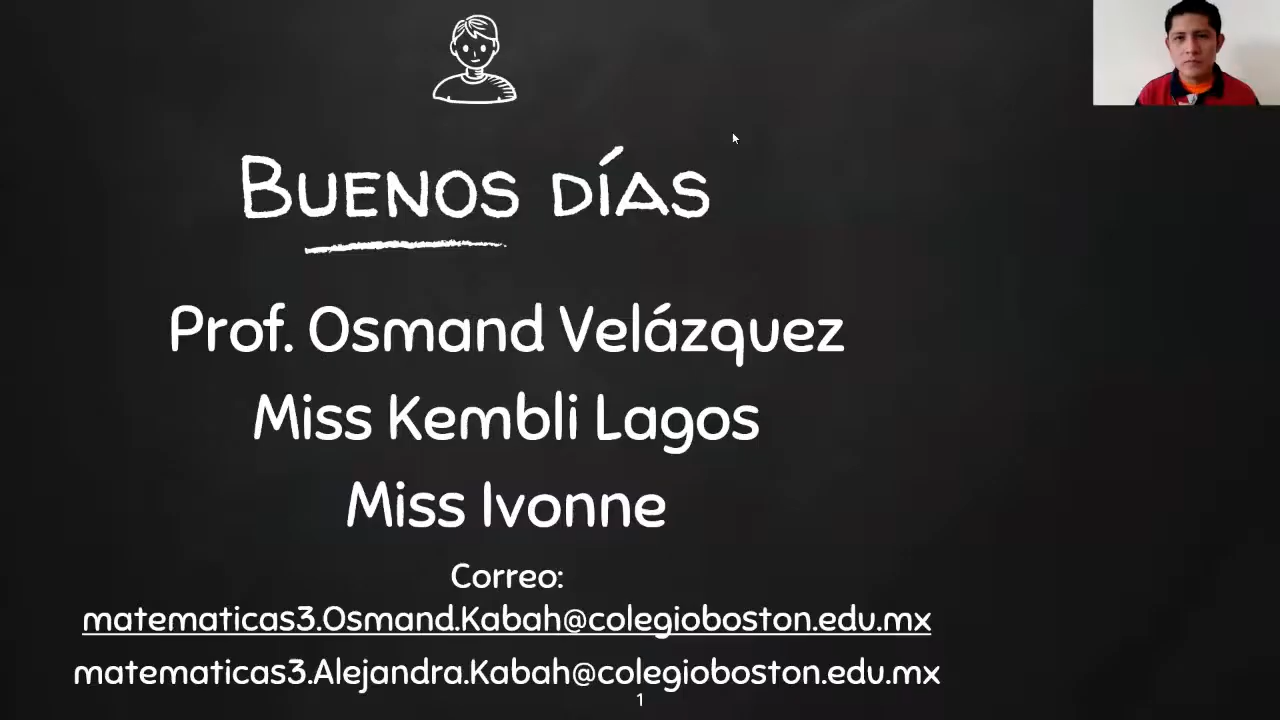 Buenos días
Prof. Osmand Velázquez
Miss Kembli Lagos
Miss Ivonne
Correo:
matematicas3.Osmand.Kabah@colegioboston.edu.mx
matematicas3.Alejandra.Kabah@colegioboston.edu.mx
1